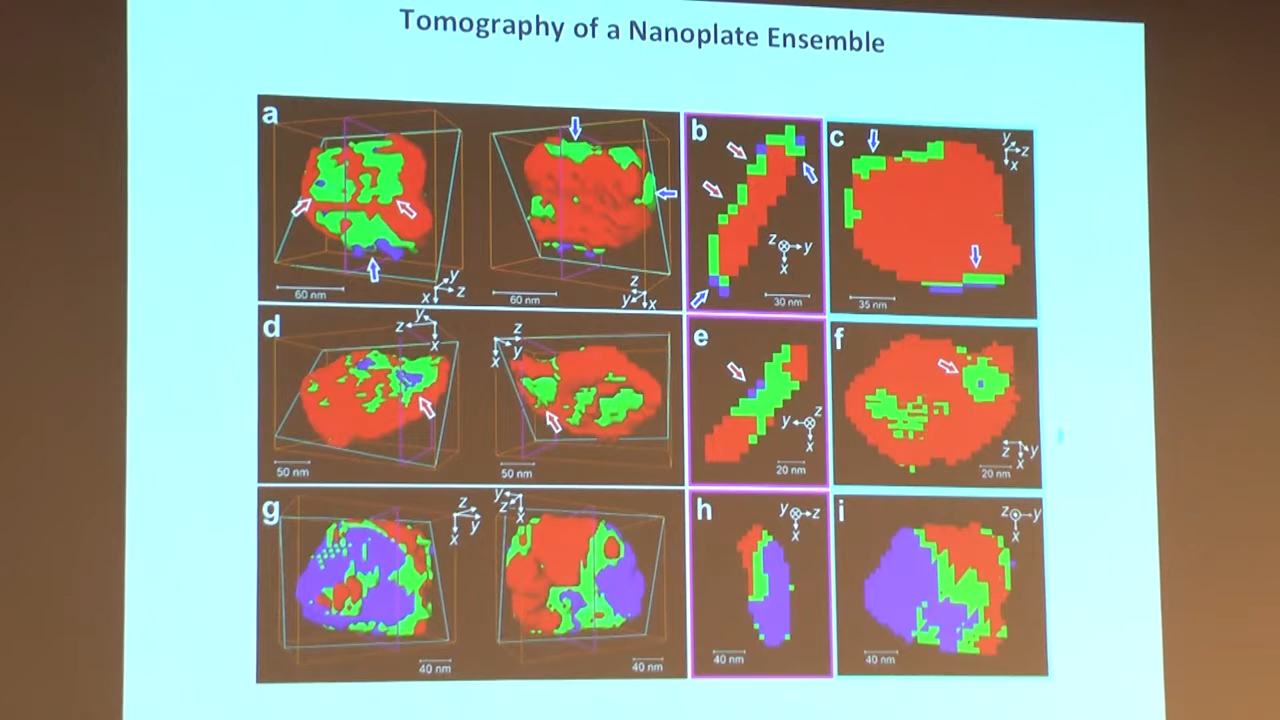 Tomography of a Nanoplate Ensemble
a
60 nm
x y z
60 nm
z y x
b
z y x
30 nm
c
y z x
35 nm
d
z y x
50 nm
z y x
50 nm
e
z y x
20 nm
f
z y x
20 nm
g
z y x
40 nm
y z x
40 nm
h
y z x
40 nm
i
z y x
40 nm